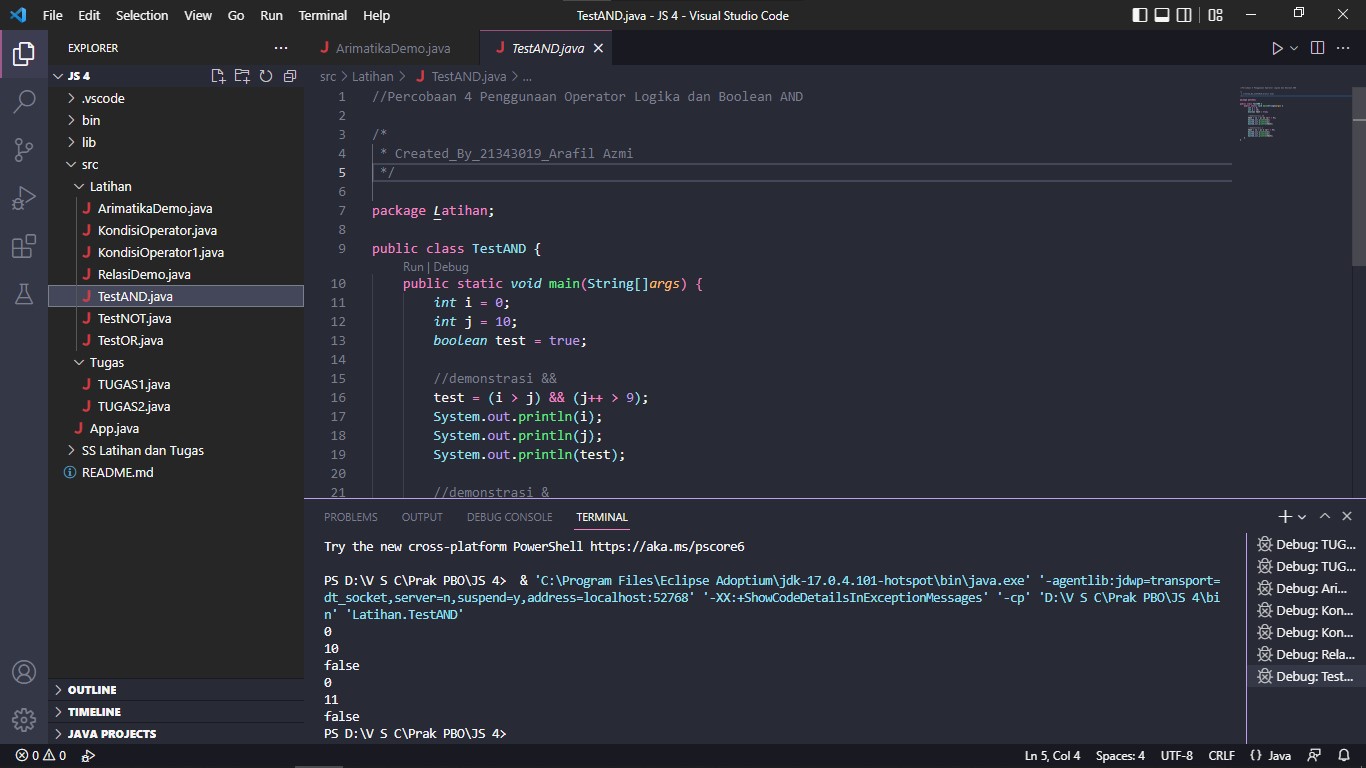 File Edit Selection View Go Run Terminal Help TestAND.java - JS 4 - Visual Studio Code
EXPLORER
JS 4
.vscode
bin
lib
src
Latihan
ArimatikaDemo.java
KondisiOperator.java
KondisiOperator1.java
RelasiDemo.java
TestAND.java
TestNOT.java
TestOR.java
Tugas
TUGAS1.java
TUGAS2.java
App.java
SS Latihan dan Tugas
README.md
OUTLINE
TIMELINE
JAVA PROJECTS
ArimatikaDemo.java TestAND.java
src > Latihan > TestAND.java > ...
1 //Percobaan 4 Penggunaan Operator Logika dan Boolean AND
2
3 /*
4 * Created_By_21343019_Arafil Azmi
5 */
6
7 package Latihan;
8
9 public class TestAND {
Run | Debug
10 public static void main(String[]args) {
11 int i = 0;
12 int j = 10;
13 boolean test = true;
14
15 //demonstrasi &&
16 test = (i > j) && (j++ > 9);
17 System.out.println(i);
18 System.out.println(j);
19 System.out.println(test);
20
21 //demonstrasi &
PROBLEMS OUTPUT DEBUG CONSOLE TERMINAL
Try the new cross-platform PowerShell https://aka.ms/pscore6
PS D:\V S C\Prak PBO\JS 4> & 'C:\Program Files\Eclipse Adoptium\jdk-17.0.4.101-hotspot\bin\java.exe' '-agentlib:jdwp=transport=
dt_socket,server=n,suspend=y,address=localhost:52768' '-XX:+ShowCodeDetailsInExceptionMessages' '-cp' 'D:\V S C\Prak PBO\JS 4\bi
n' 'Latihan.TestAND'
0
10
false
0
11
false
PS D:\V S C\Prak PBO\JS 4>
Debug: TUG...
Debug: TUG...
Debug: Ari...
Debug: Kon...
Debug: Kon...
Debug: Rela...
Debug: Test...
0 0 Ln 5, Col 4 Spaces: 4 UTF-8 CRLF {} Java